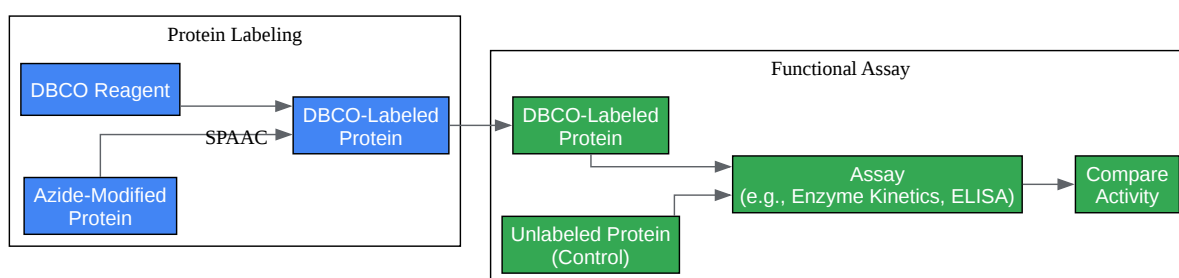 Protein Labeling
DBCO Reagent
SPAAC
Azide-Modified
Protein
DBCO-Labeled
Protein
Functional Assay
DBCO-Labeled
Protein
Unlabeled Protein
(Control)
Assay
(e.g., Enzyme Kinetics, ELISA)
Compare
Activity